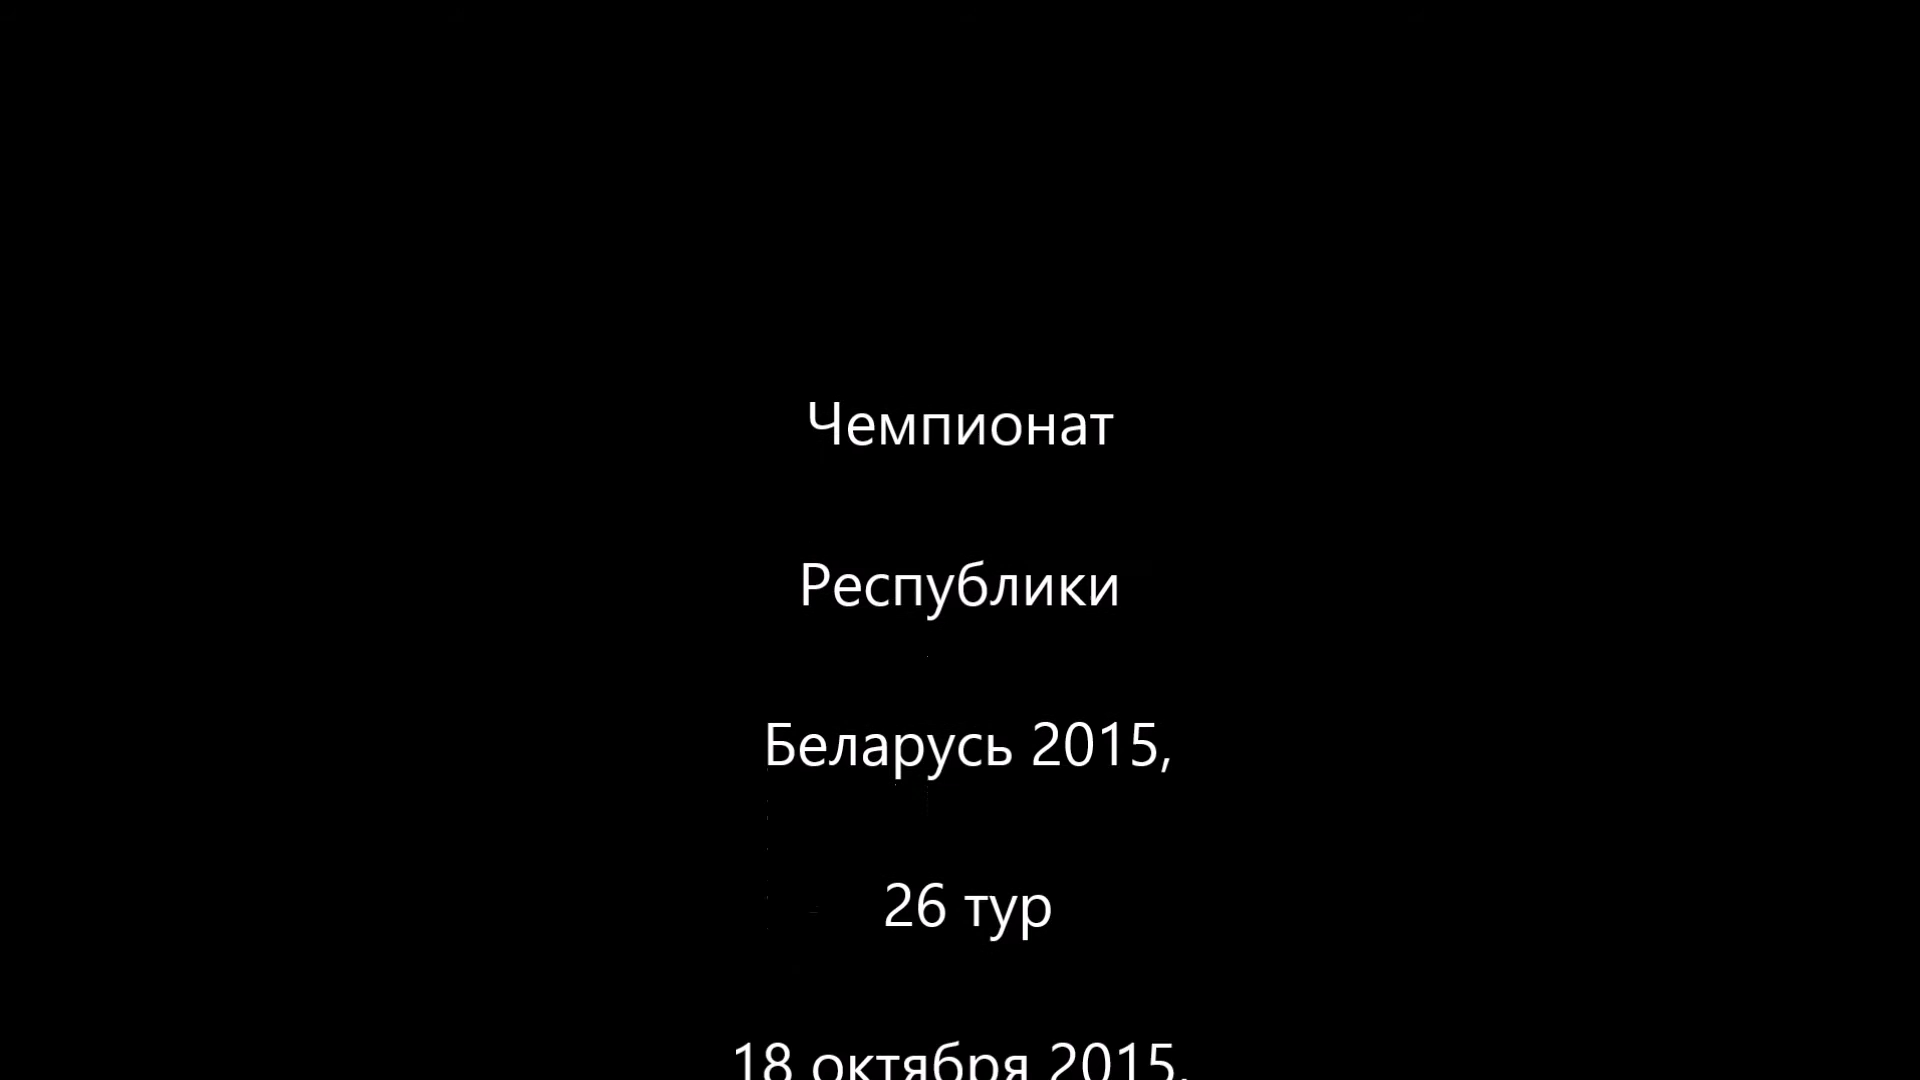 Чемпионат
Республики
Беларусь 2015,
26 тур
18 октября 2015.